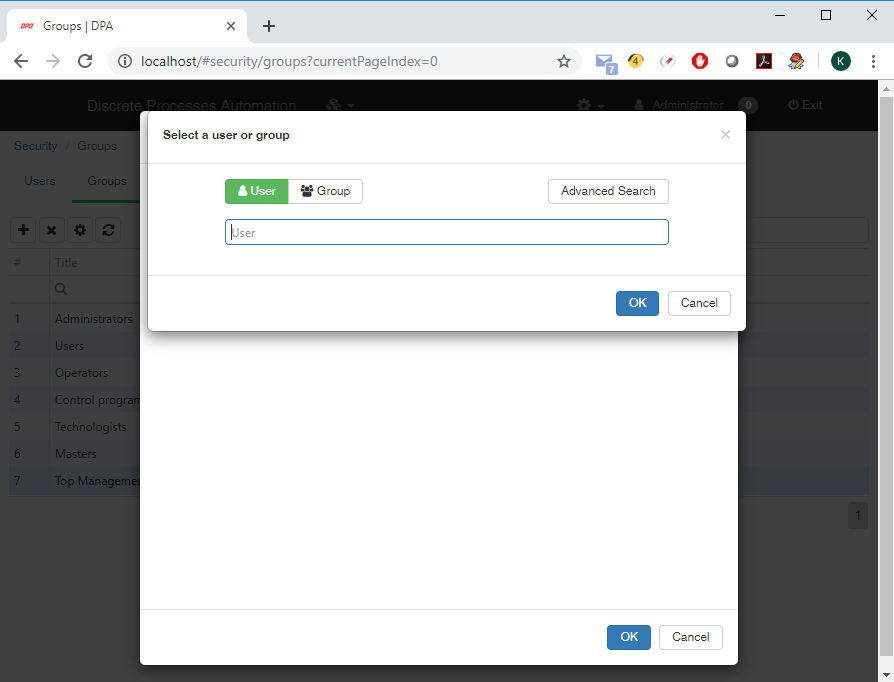 DPA Groups | DPA
localhost/#security/groups?currentPageIndex=0
7
4
K
Discrete Processes Automation
Administrator
0
Exit
Security / Groups
Users
Groups
Select a user or group
User
Group
Advanced Search
User
OK
Cancel
# Title
1 Administrators
2 Users
3 Operators
4 Control program
5 Technologists
6 Masters
7 Top Manageme
1
OK
Cancel